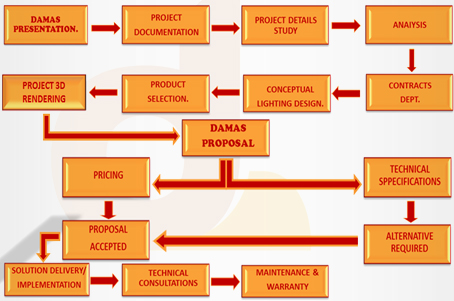 DAMAS
PRESENTATION.
PROJECT
DOCUMENTATION
PROJECT DETAILS
STUDY
ANAIYSIS
CONTRACTS
DEPT.
CONCEPTUAL
LIGHTING DESIGN.
PRODUCT
SELECTION.
PROJECT 3D
RENDERING
DAMAS
PROPOSAL
PRICING
TECHNICAL
SPPECIFICATIONS
PROPOSAL
ACCEPTED
ALTERNATIVE
REQUIRED
SOLUTION DELIVERY/
IMPLEMENTATION
TECHNICAL
CONSULTATIONS
MAINTENANCE &
WARRANTY